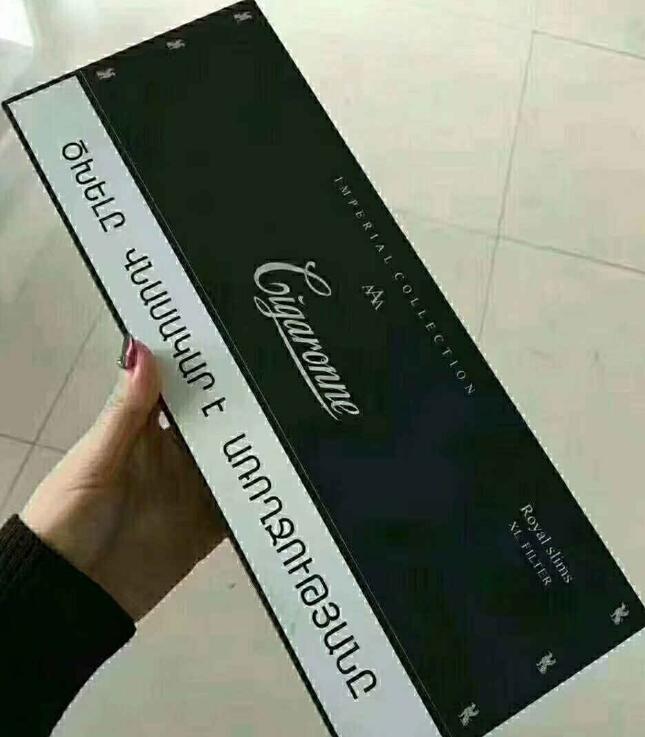 IMPERIAL COLLECTION
Cigaronne
Royal slims
XL FILTER
ԾԽԵԼԸ ՎՆԱՍԱԿԱՐ Է ԱՌՈՂՋՈՒԹՅԱՆԸ